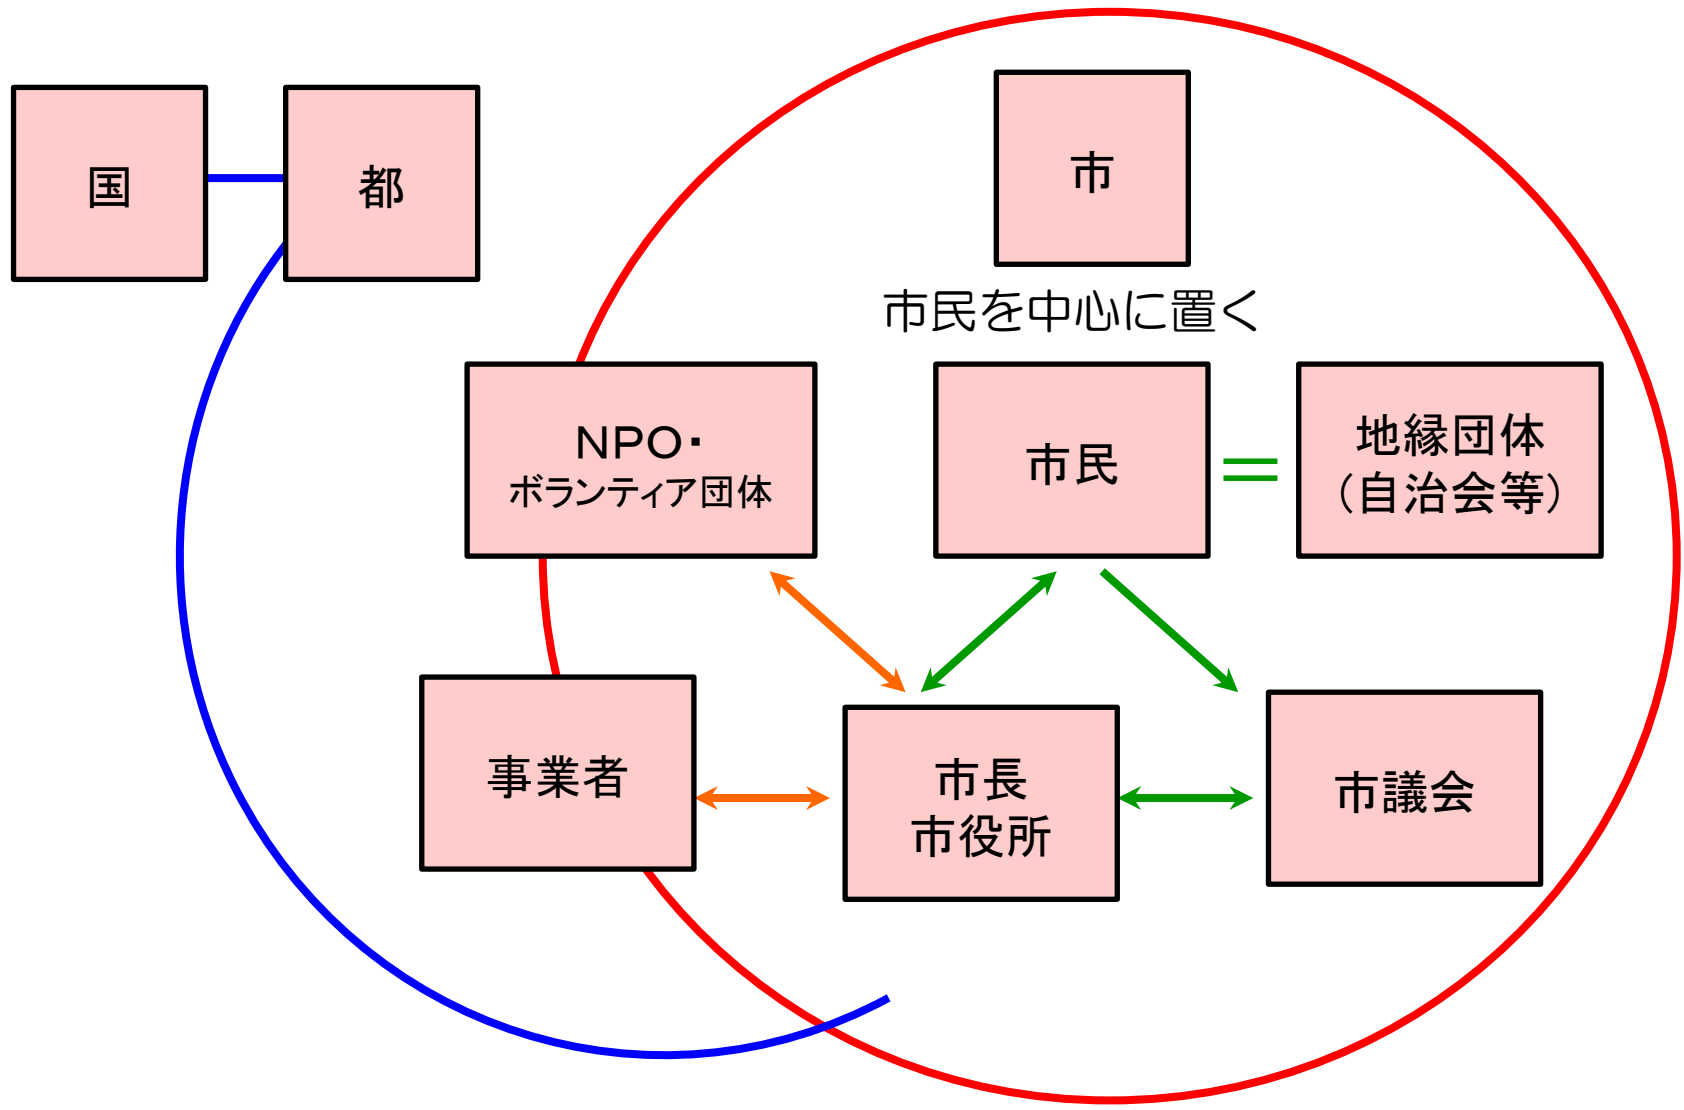 国
都
市
市民を中心に置く
NPO・
ボランティア団体
市民
＝
地縁団体
（自治会等）
事業者
市長
市役所
市議会